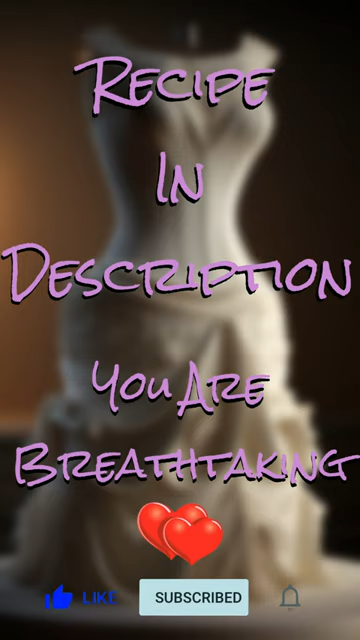 Recipe
In
Description
You Are
Breathtaking
LIKE SUBSCRIBED